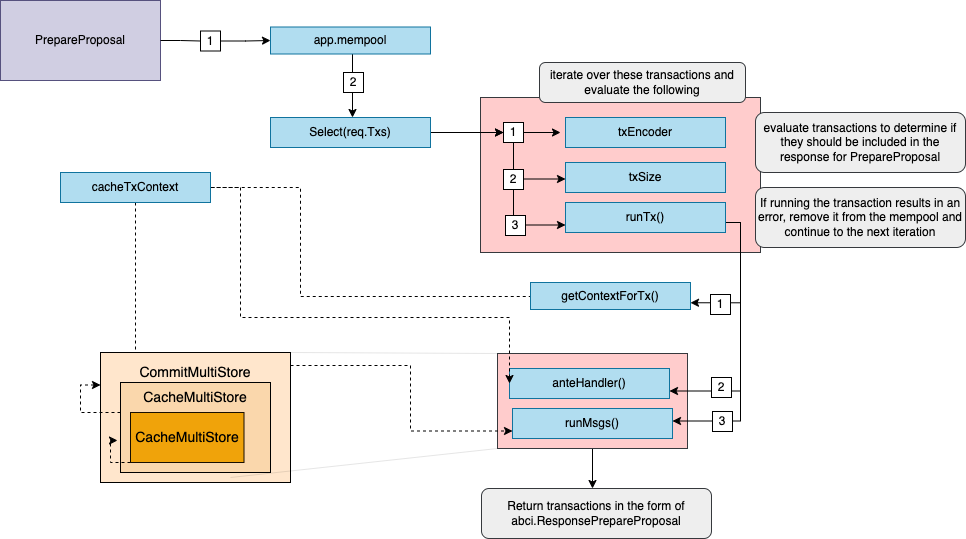 PrepareProposal
1
app.mempool
2
Select(req.Txs)
iterate over these transactions and
evaluate the following
1
txEncoder
2
txSize
3
runTx()
evaluate transactions to determine if
they should be included in the
response for PrepareProposal
If running the transaction results in an
error, remove it from the mempool and
continue to the next iteration
cacheTxContext
getContextForTx()
1
CommitMultiStore
CacheMultiStore
CacheMultiStore
anteHandler()
2
runMsgs()
3
Return transactions in the form of
abci.ResponsePrepareProposal